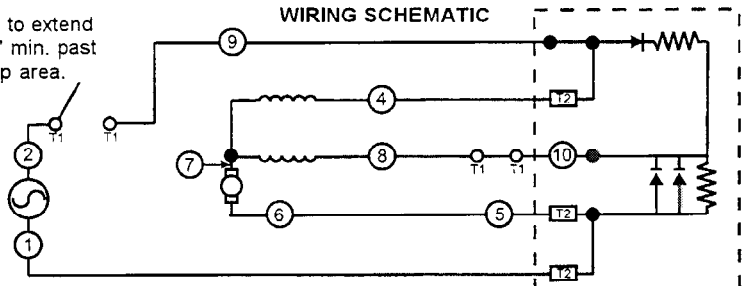 WIRING SCHEMATIC
to extend
min. past
p area.
9
4
T2
T1
T1
2
7
8
T1
T1
10
6
5
T2
1
T2